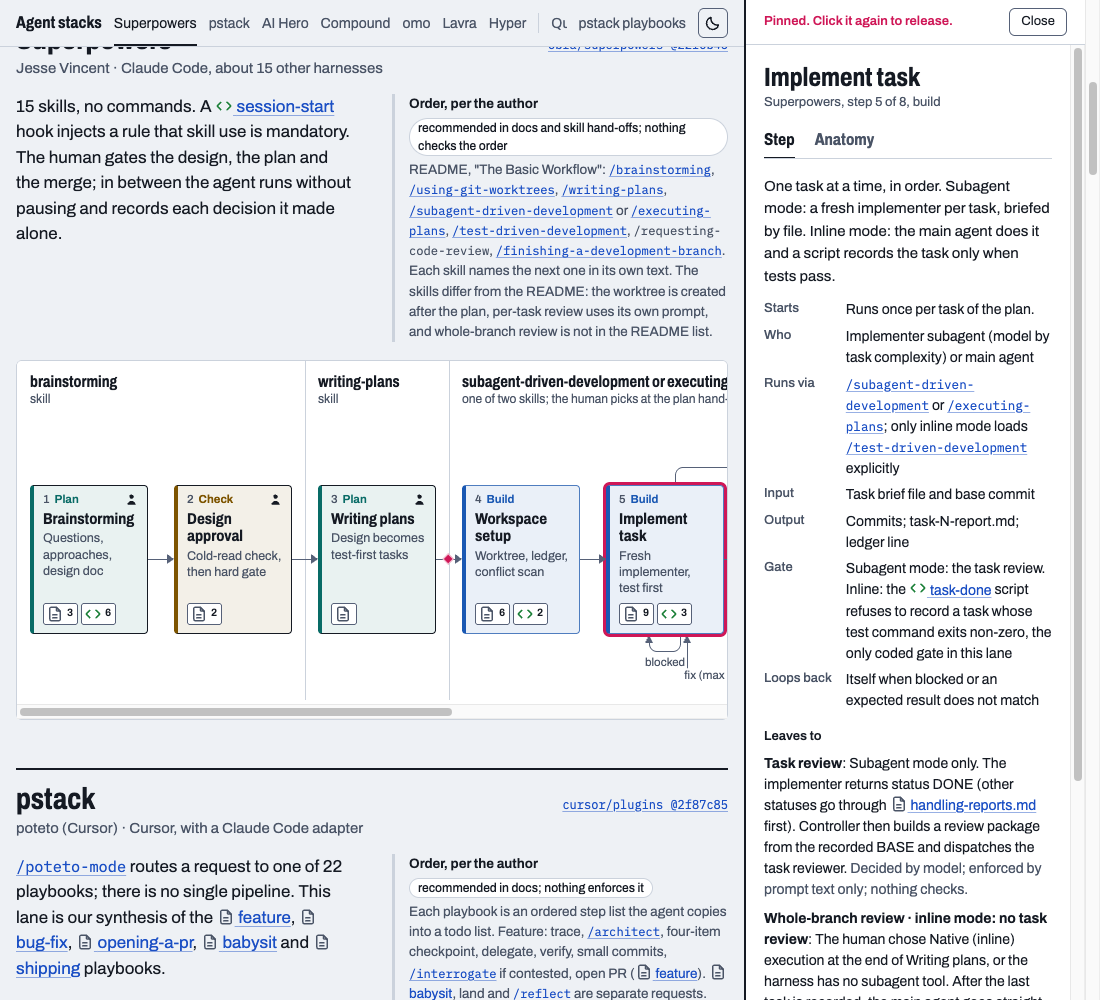 Agent stacks Superpowers pstack AI Hero Compound omo Lavra Hyper Qu pstack playbooks
Superpowers
Jesse Vincent · Claude Code, about 15 other harnesses
15 skills, no commands. A session-start
hook injects a rule that skill use is mandatory.
The human gates the design, the plan and
the merge; in between the agent runs without
pausing and records each decision it made
alone.
Order, per the author
recommended in docs and skill hand-offs; nothing
checks the order
README, "The Basic Workflow": /brainstorming,
/using-git-worktrees, /writing-plans,
/subagent-driven-development or /executing-
plans, /test-driven-development, /requesting-
code-review, /finishing-a-development-branch.
Each skill names the next one in its own text. The
skills differ from the README: the worktree is created
after the plan, per-task review uses its own prompt,
and whole-branch review is not in the README list.
brainstorming
skill
writing-plans
skill
subagent-driven-development or executing
one of two skills; the human picks at the plan hand-
1 Plan
Brainstorming
Questions,
approaches,
design doc
3 6
2 Check
Design
approval
Cold-read check,
then hard gate
2
3 Plan
Writing plans
Design becomes
test-first tasks
4 Build
Workspace
setup
Worktree, ledger,
conflict scan
6 2
5 Build
Implement
task
Fresh
implementer,
test first
9 3
blocked
fix (max
pstack
cursor/plugins @2f87c85
poteto (Cursor) · Cursor, with a Claude Code adapter
/poteto-mode routes a request to one of 22
playbooks; there is no single pipeline. This
lane is our synthesis of the feature,
bug-fix, opening-a-pr, babysit and
shipping playbooks.
Order, per the author
recommended in docs; nothing enforces it
Each playbook is an ordered step list the agent copies
into a todo list. Feature: trace, /architect, four-item
checkpoint, delegate, verify, small commits,
/interrogate if contested, open PR ( feature).
babysit, land and /reflect are separate requests.
Pinned. Click it again to release.
Close
Implement task
Superpowers, step 5 of 8, build
Step Anatomy
One task at a time, in order. Subagent
mode: a fresh implementer per task, briefed
by file. Inline mode: the main agent does it
and a script records the task only when
tests pass.
Starts Runs once per task of the plan.
Who Implementer subagent (model by
task complexity) or main agent
Runs via /subagent-driven-
development or /executing-
plans; only inline mode loads
/test-driven-development
explicitly
Input Task brief file and base commit
Output Commits; task-N-report.md;
ledger line
Gate Subagent mode: the task review.
Inline: the task-done script
refuses to record a task whose
test command exits non-zero, the
only coded gate in this lane
Loops back Itself when blocked or an
expected result does not match
Leaves to
Task review: Subagent mode only. The
implementer returns status DONE (other
statuses go through handling-reports.md
first). Controller then builds a review package
from the recorded BASE and dispatches the
task reviewer. Decided by model; enforced by
prompt text only; nothing checks.
Whole-branch review · inline mode: no task
review: The human chose Native (inline)
execution at the end of Writing plans, or the
harness has no subagent tool. After the last